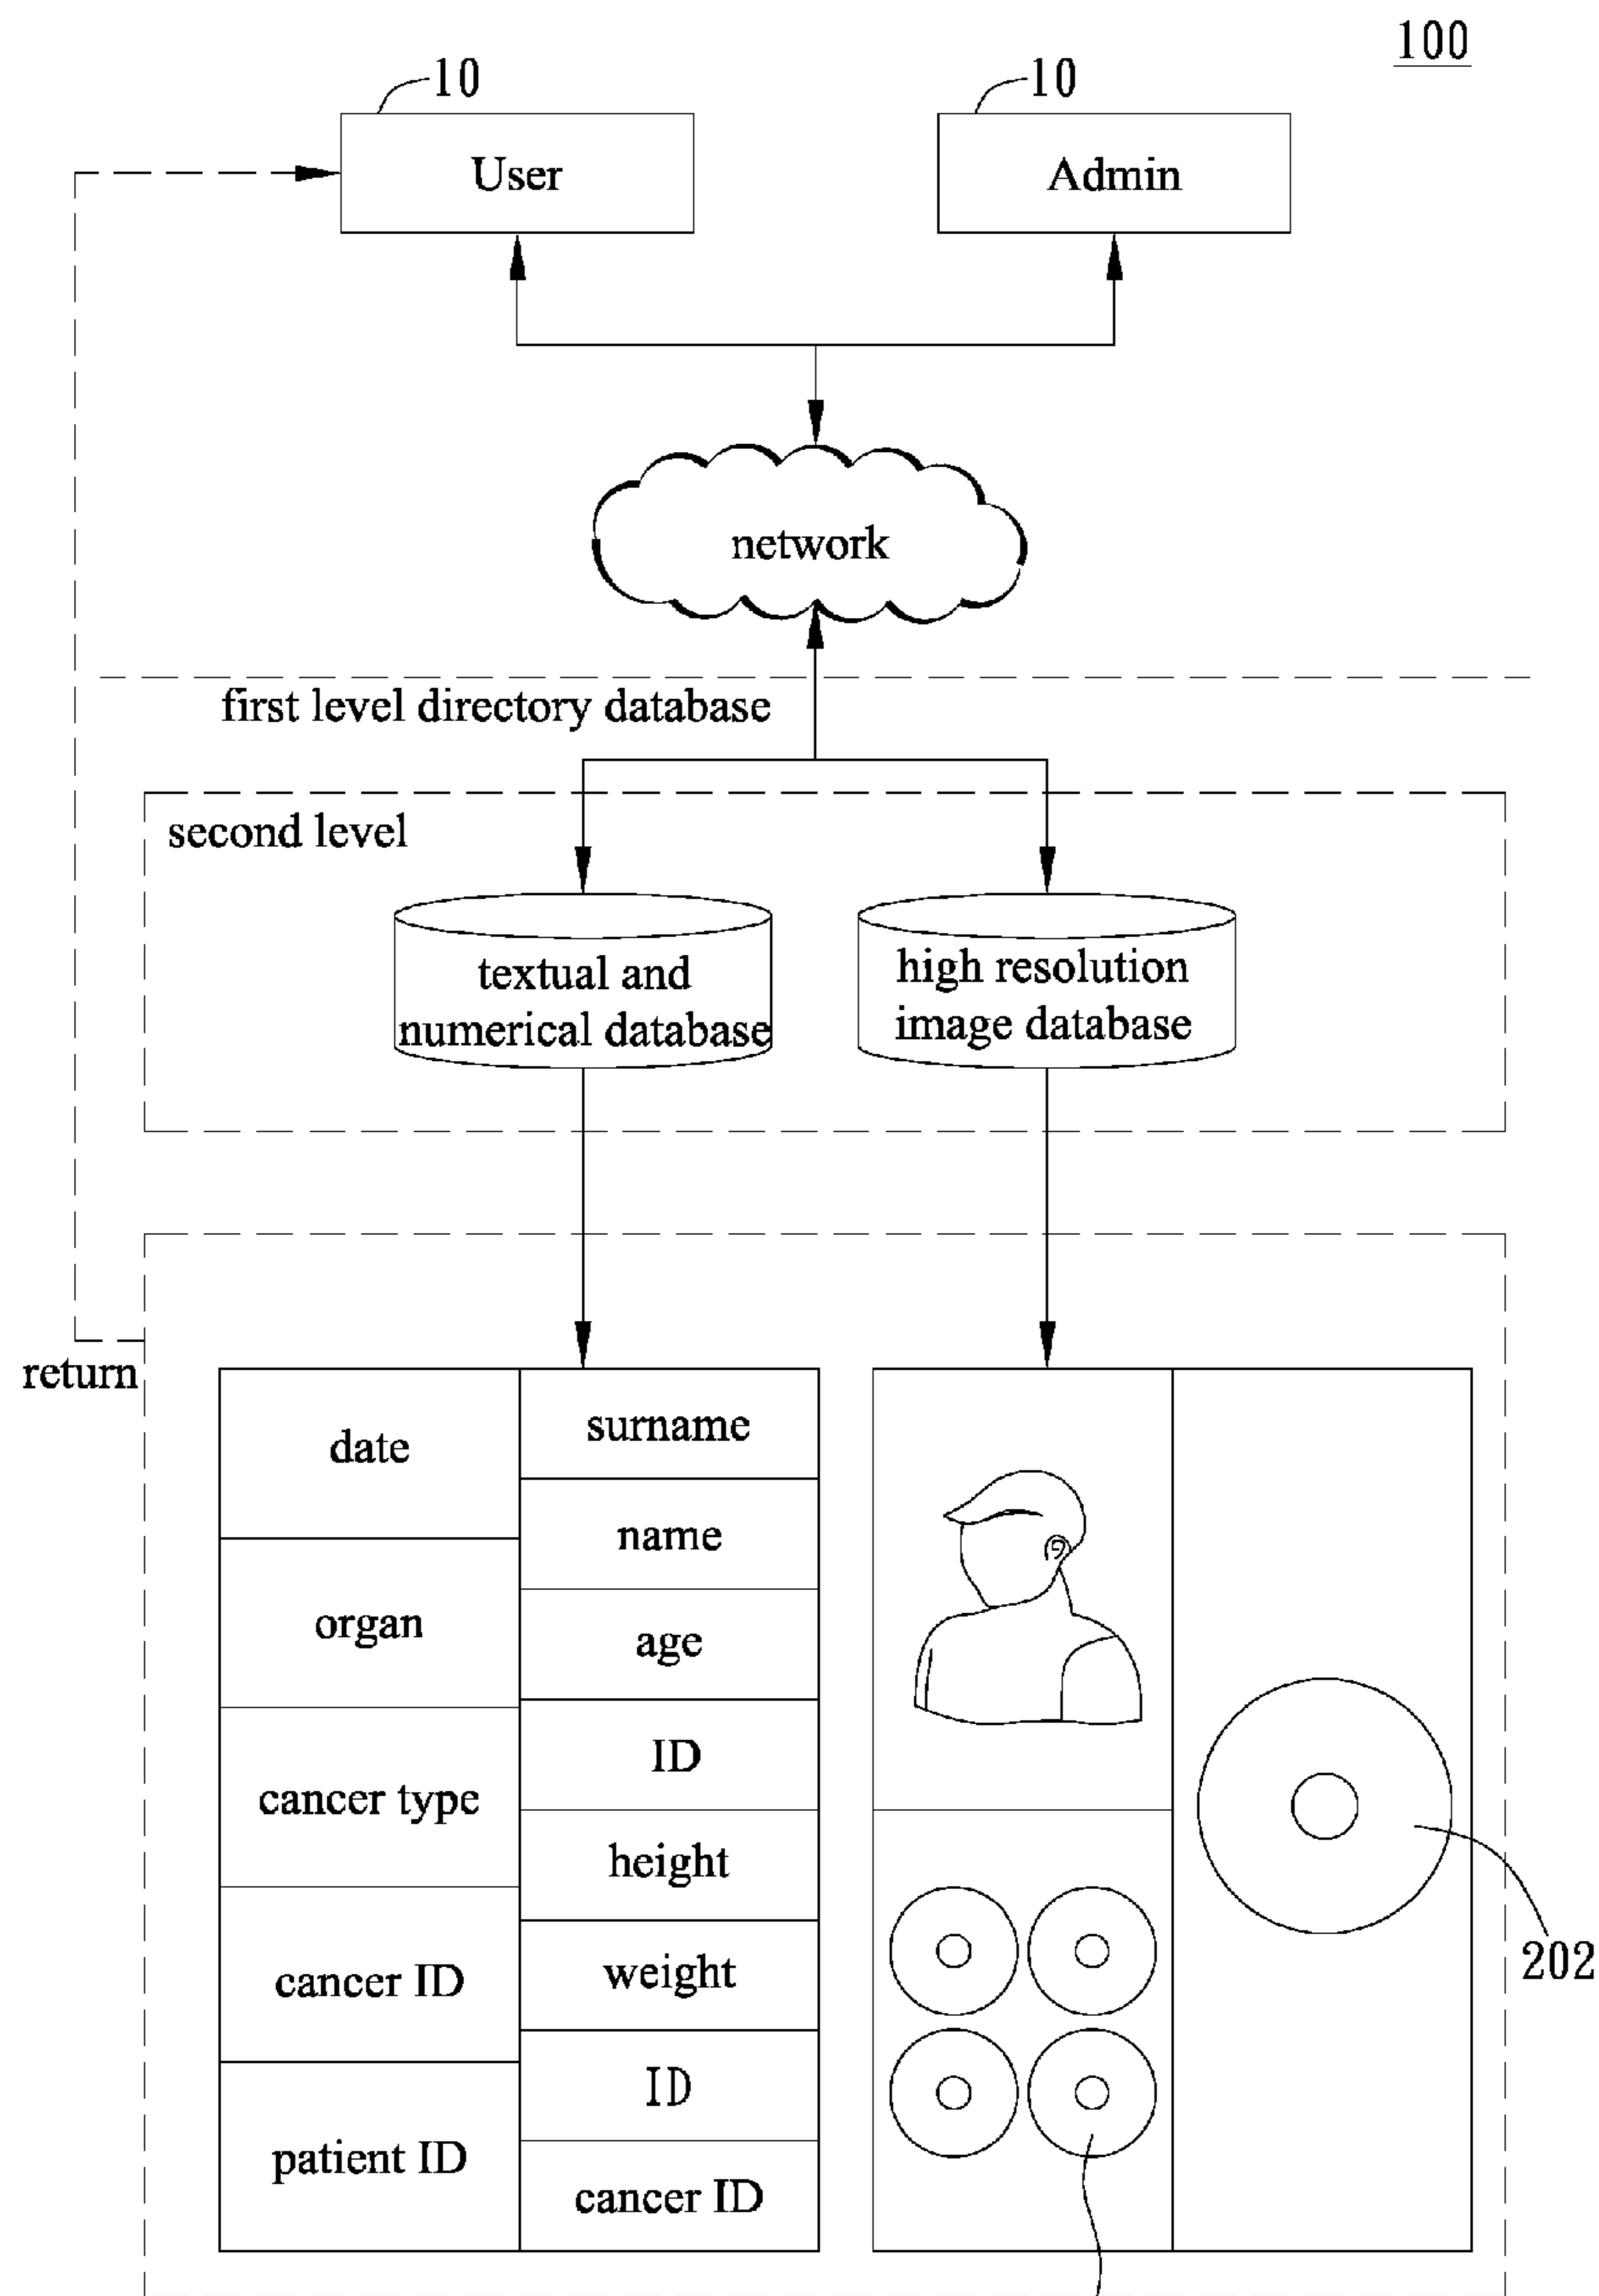 100
10
10
User
Admin
network
first level directory database
second level
textual and
numerical database
high resolution
image database
return
date
organ
cancer type
cancer ID
patient ID
surname
name
age
ID
height
weight
ID
cancer ID
202